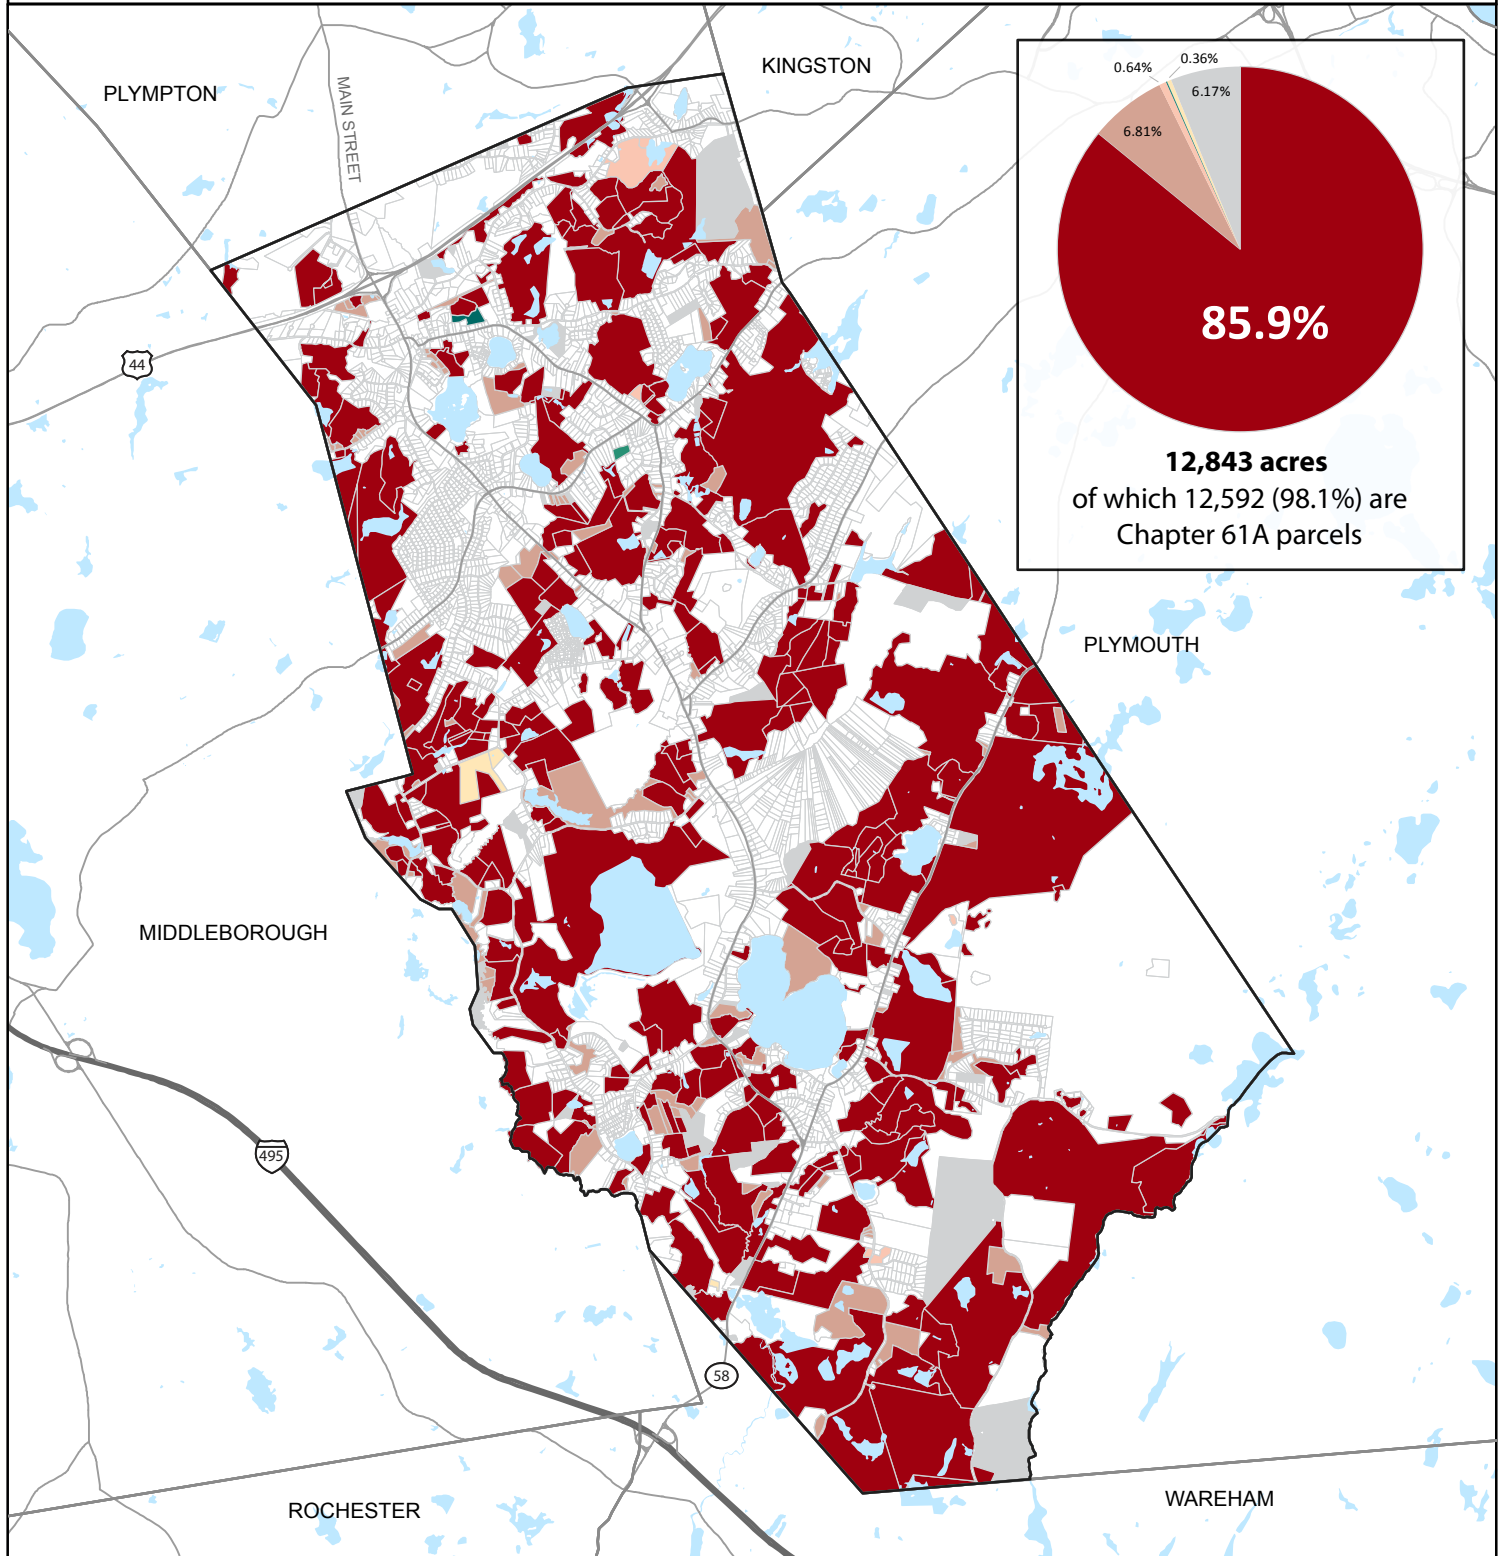 KINGSTON
PLYMPTON
MAIN STREET
0.64%
0.36%
6.17%
6.81%
85.9%
12,843 acres
of which 12,592 (98.1%) are
Chapter 61A parcels
44
PLYMOUTH
MIDDLEBOROUGH
495
58
ROCHESTER
WAREHAM